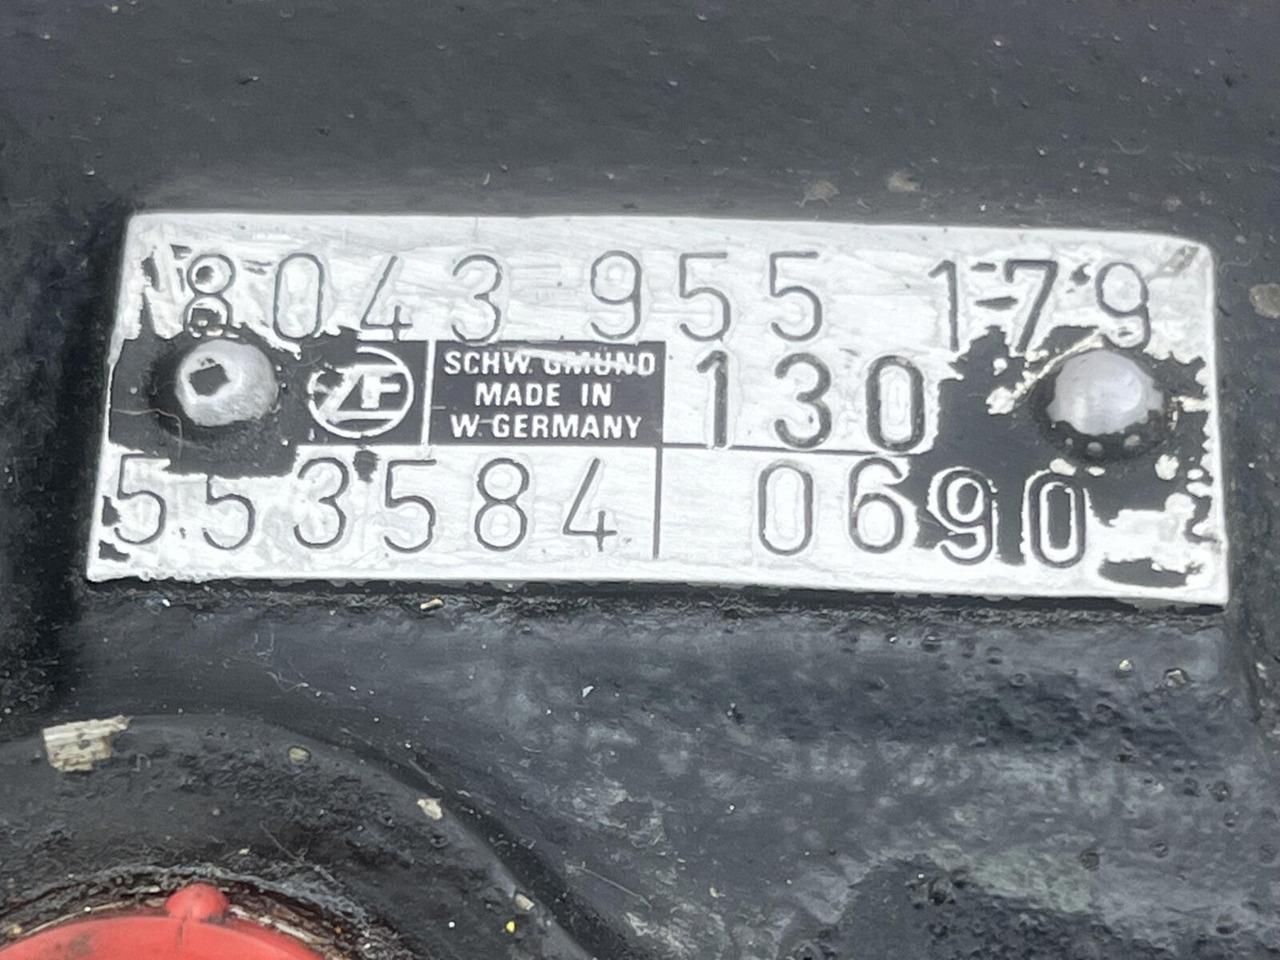 8043 955 179
ZF SCHW. GMÜND 130
MADE IN
W. GERMANY
553584 0690